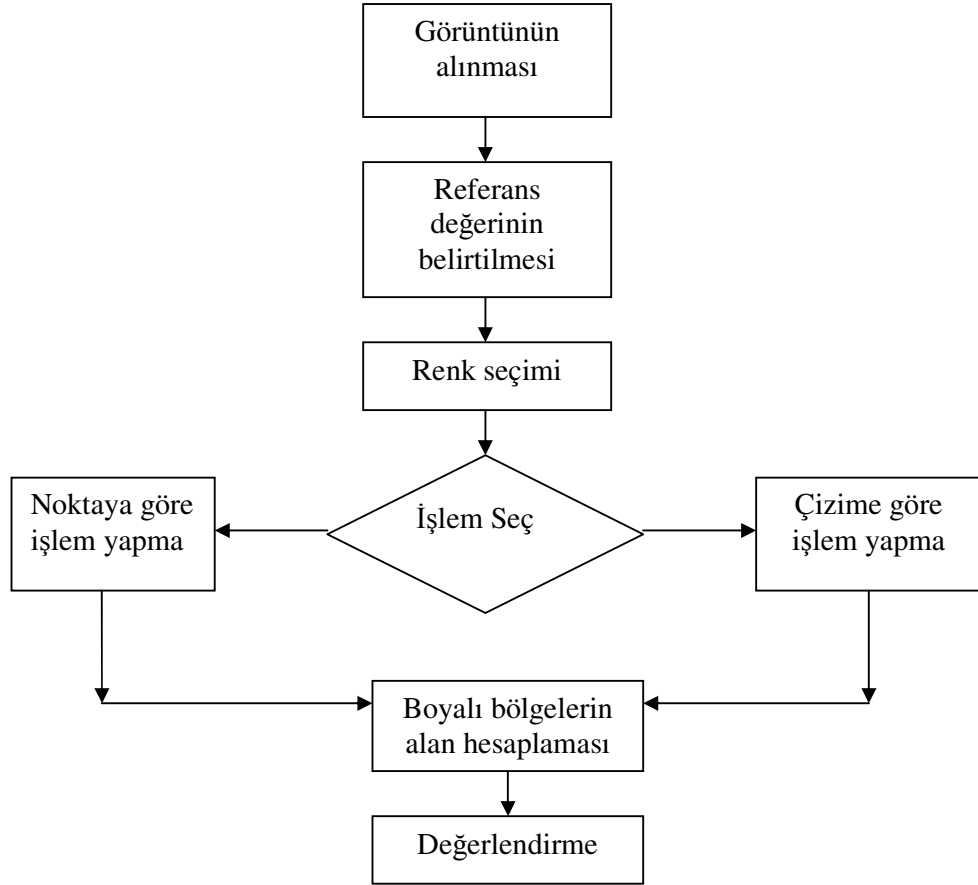 Görüntünün
alınması
Referans
değerinin
belirtilmesi
Renk seçimi
İşlem Seç
Noktaya göre
işlem yapma
Çizime göre
işlem yapma
Boyalı bölgelerin
alan hesaplaması
Değerlendirme